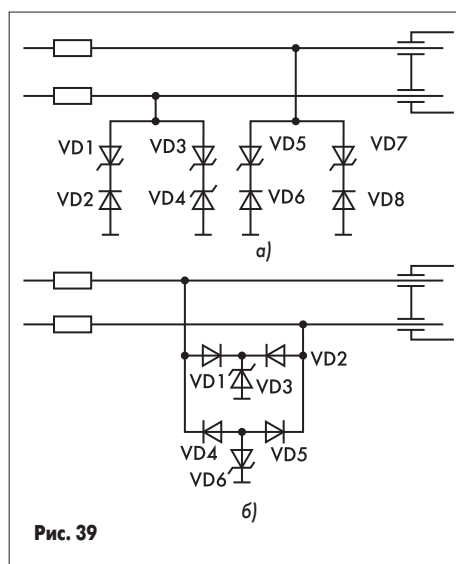 VD1 VD3 VD5 VD7
VD2 VD4 VD6 VD8
а)
VD1 VD3 VD2
VD4 VD5
VD6
б)
Рис. 39